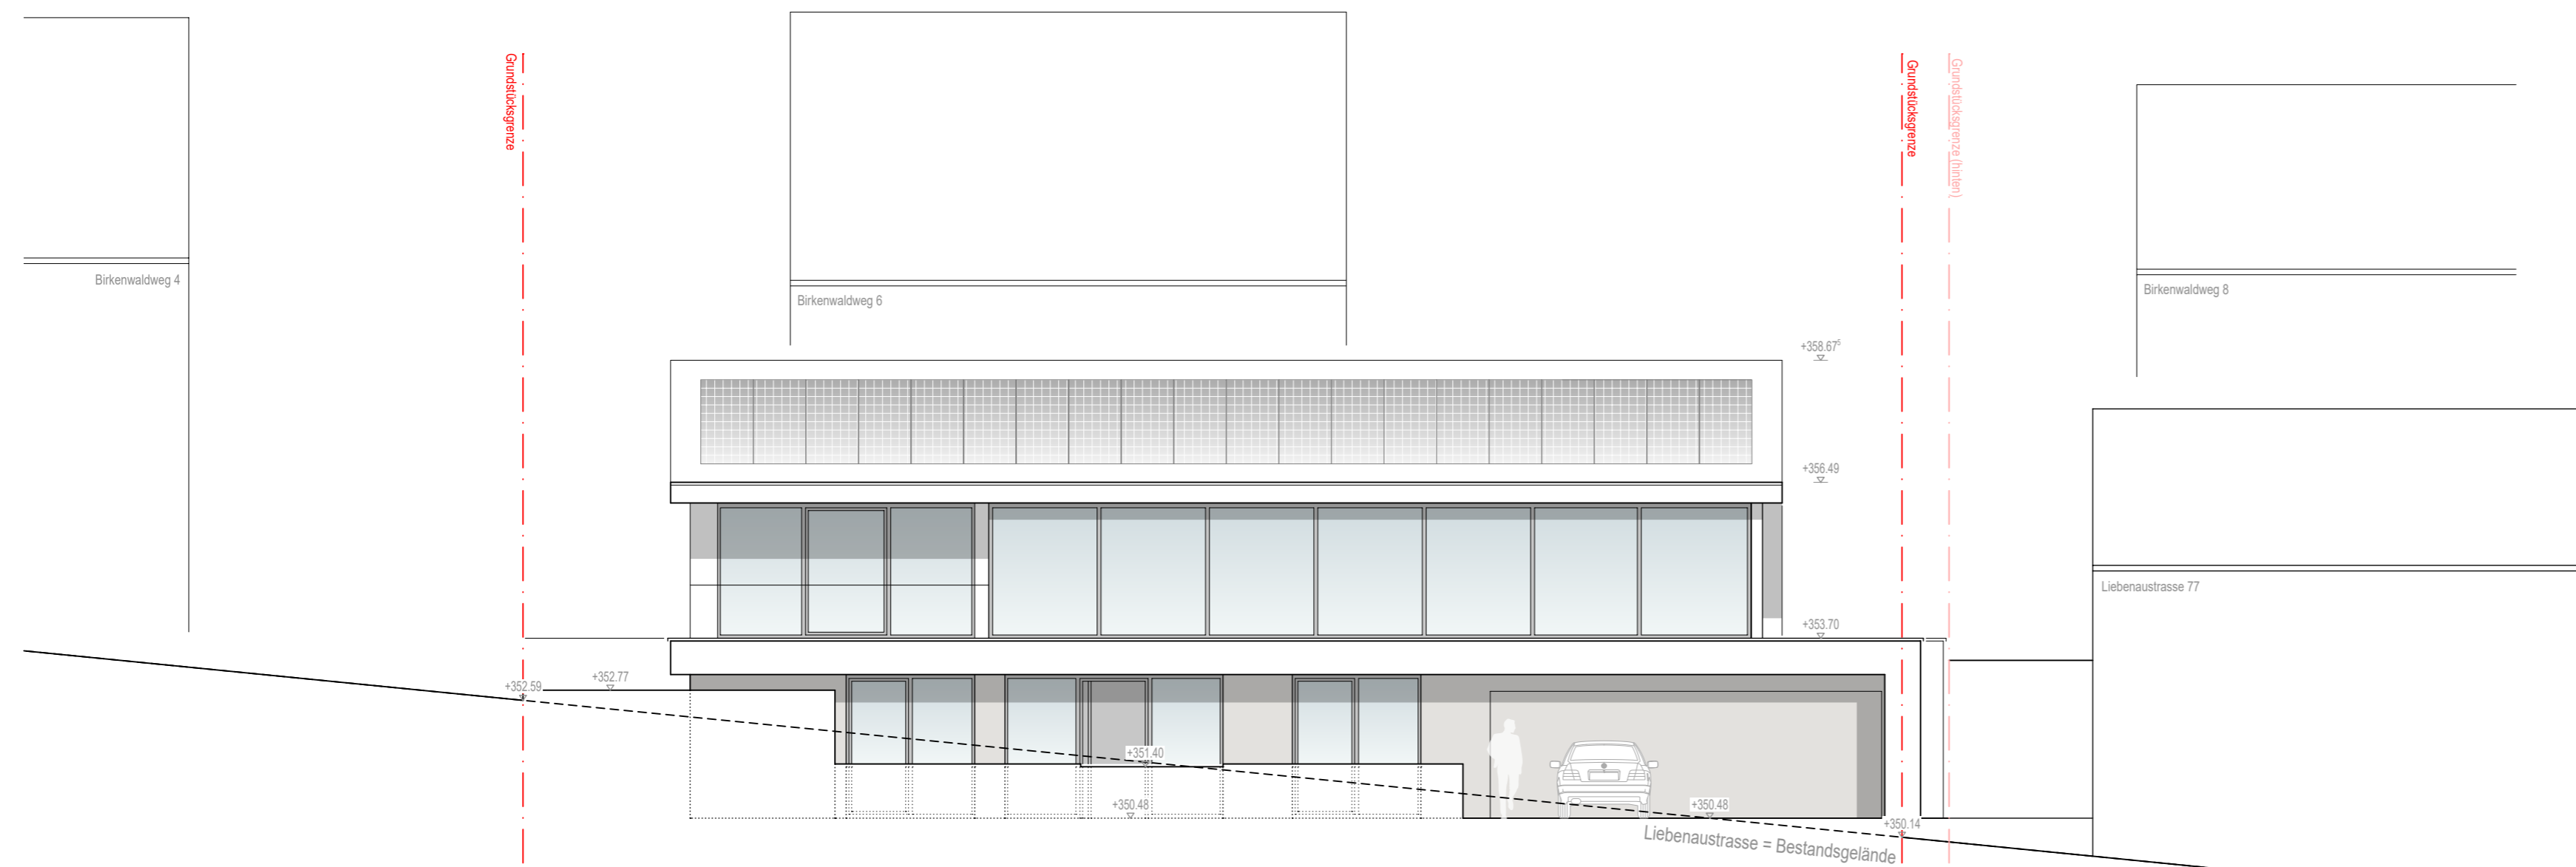 Grundstücksgrenze
Grundstücksgrenze
Grundstücksgrenze (hinten)
Birkenwaldweg 4
Birkenwaldweg 6
Birkenwaldweg 8
+358.67⁵
+356.49
Liebenaustrasse 77
+353.70
+352.59
+352.77
+351.40
+350.48
+350.48
+350.14
Liebenaustrasse = Bestandsgelände